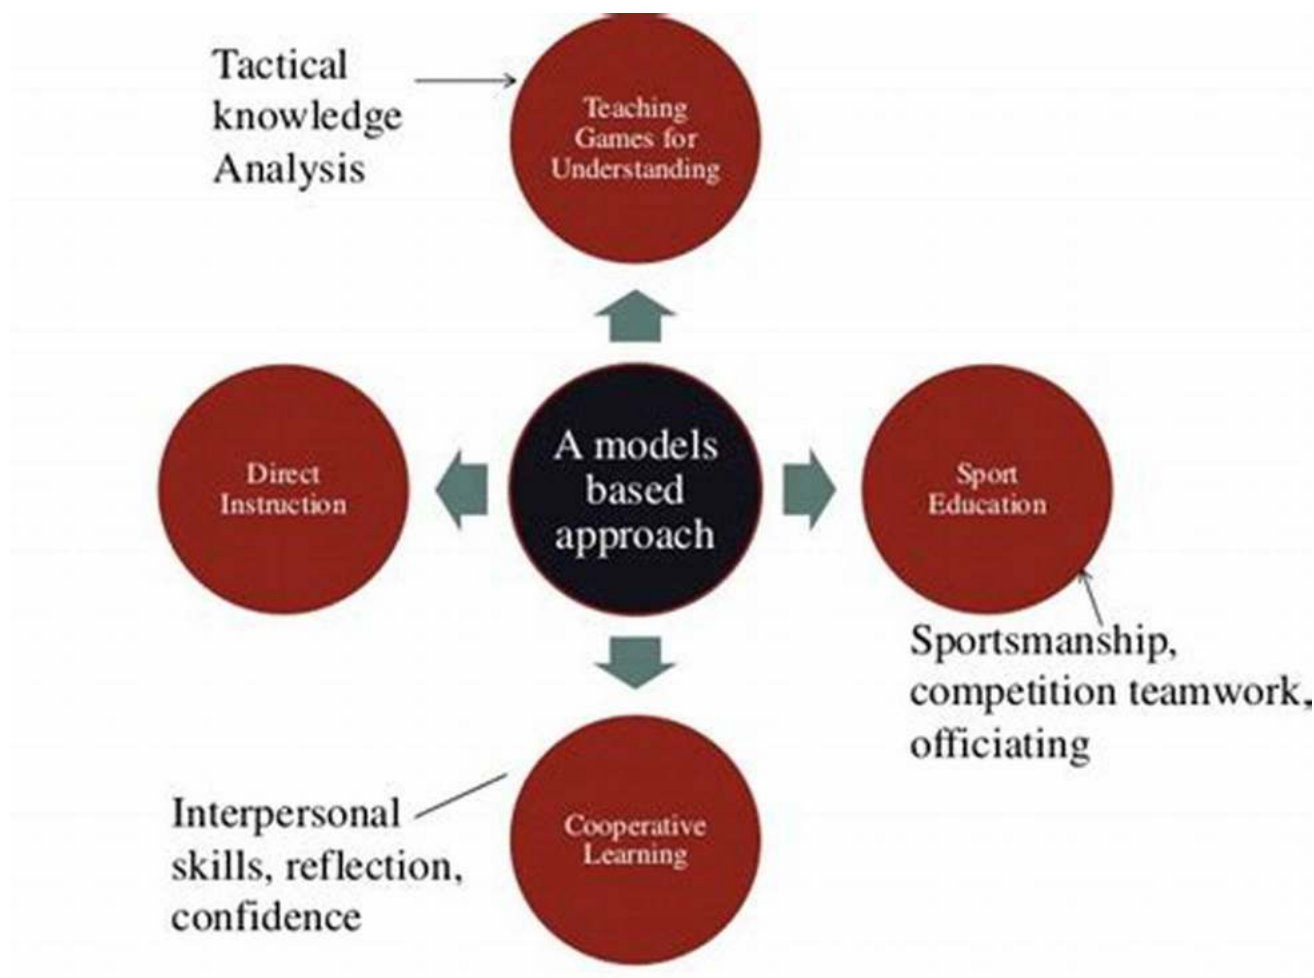 Tactical
knowledge
Analysis
Teaching
Games for
Understanding
Direct
Instruction
A models
based
approach
Sport
Education
Sportsmanship,
competition teamwork,
officiating
Interpersonal
skills, reflection,
confidence
Cooperative
Learning